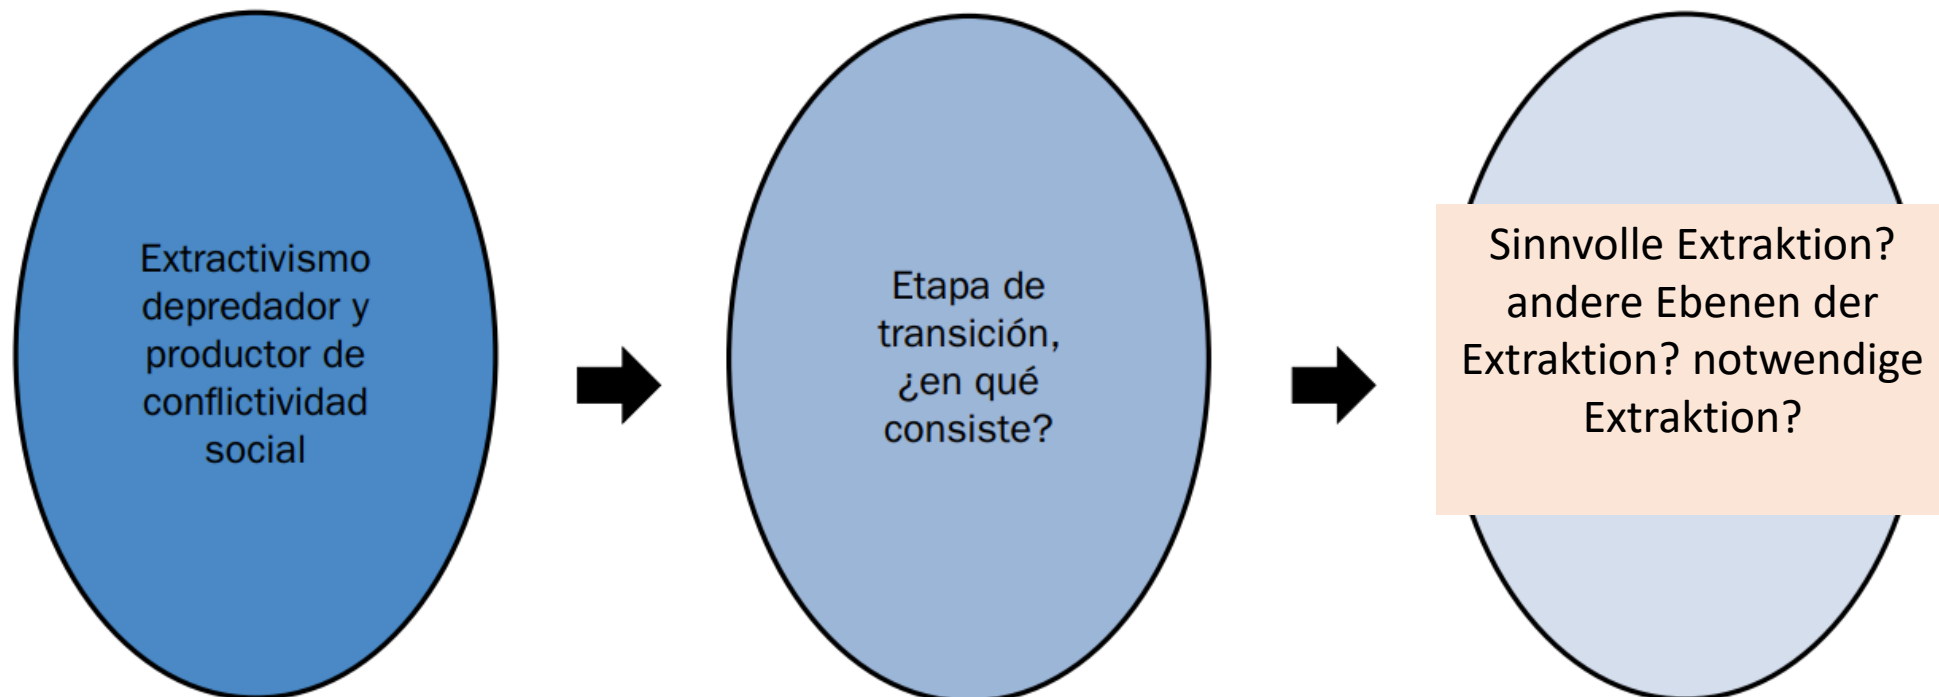 Extractivismo
depredador y
productor de
conflictividad
social
Etapa de
transición,
¿en qué
consiste?
Sinnvolle Extraktion?
andere Ebenen der
Extraktion? notwendige
Extraktion?